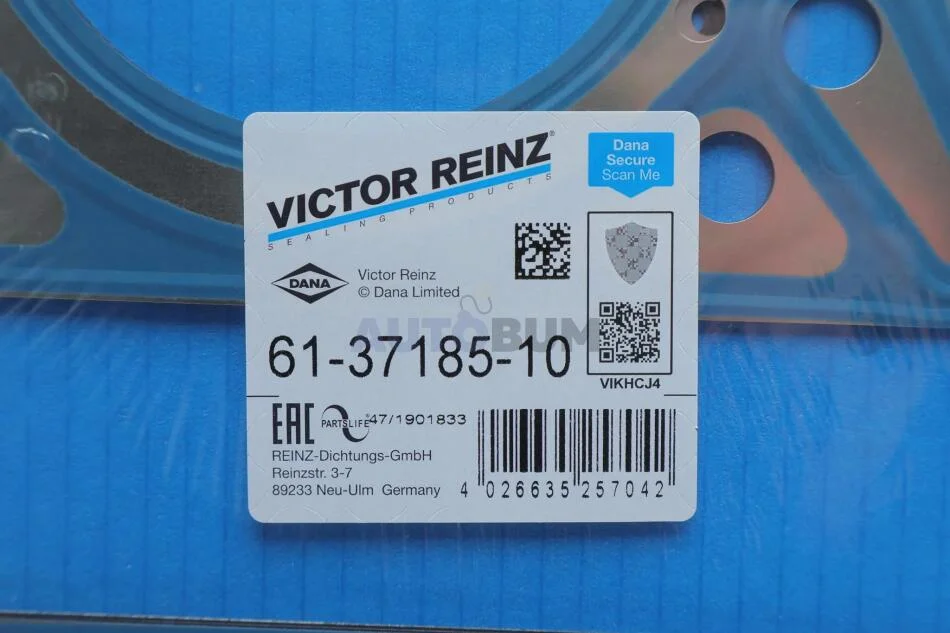 VICTOR REINZ®
SEALING PRODUCTS
Dana
Secure
Scan Me
DANA
Victor Reinz
© Dana Limited
AUTOBUM
61-37185-10
VIKHCJ4
EAC
PARTSLIFE
47/1901833
REINZ-Dichtungs-GmbH
Reinzstr. 3-7
89233 Neu-Ulm Germany
4 026635 257042